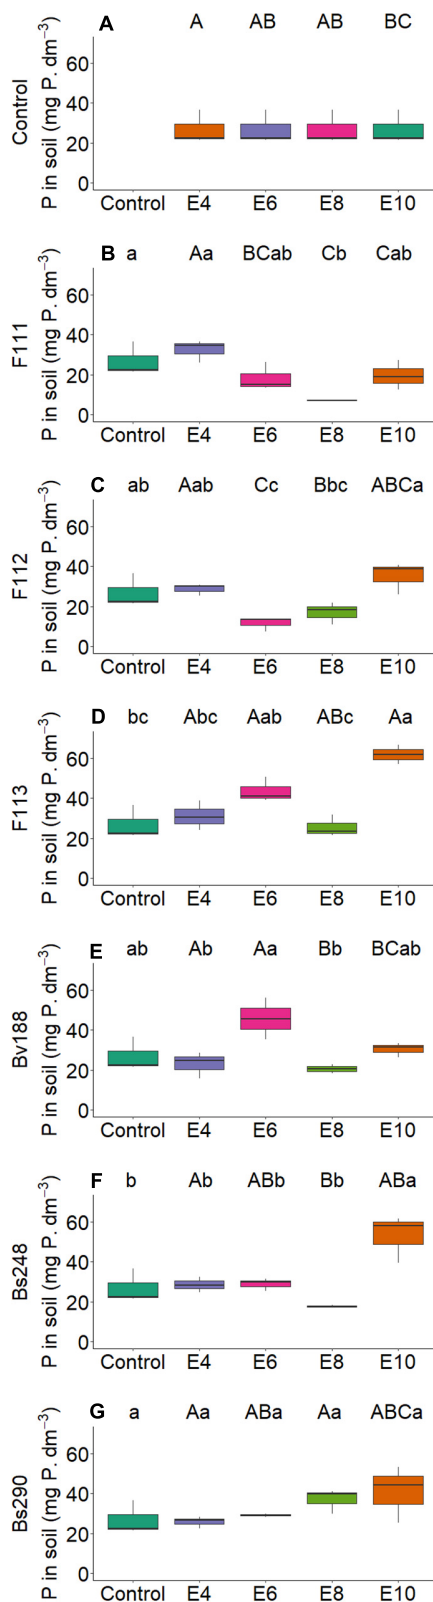 A A AB AB BC
Control
P in soil (mg P. dm⁻³)
60
40
20
0
Control E4 E6 E8 E10
B a Aa BCab Cb Cab
F111
P in soil (mg P. dm⁻³)
60
40
20
0
Control E4 E6 E8 E10
C ab Aab Cc Bbc ABCa
F112
P in soil (mg P. dm⁻³)
60
40
20
0
Control E4 E6 E8 E10
D bc Abc Aab ABc Aa
F113
P in soil (mg P. dm⁻³)
60
40
20
0
Control E4 E6 E8 E10
E ab Ab Aa Bb BCab
Bv188
P in soil (mg P. dm⁻³)
60
40
20
0
Control E4 E6 E8 E10
F b Ab ABb Bb ABa
Bs248
P in soil (mg P. dm⁻³)
60
40
20
0
Control E4 E6 E8 E10
G a Aa ABa Aa ABCa
Bs290
P in soil (mg P. dm⁻³)
60
40
20
0
Control E4 E6 E8 E10